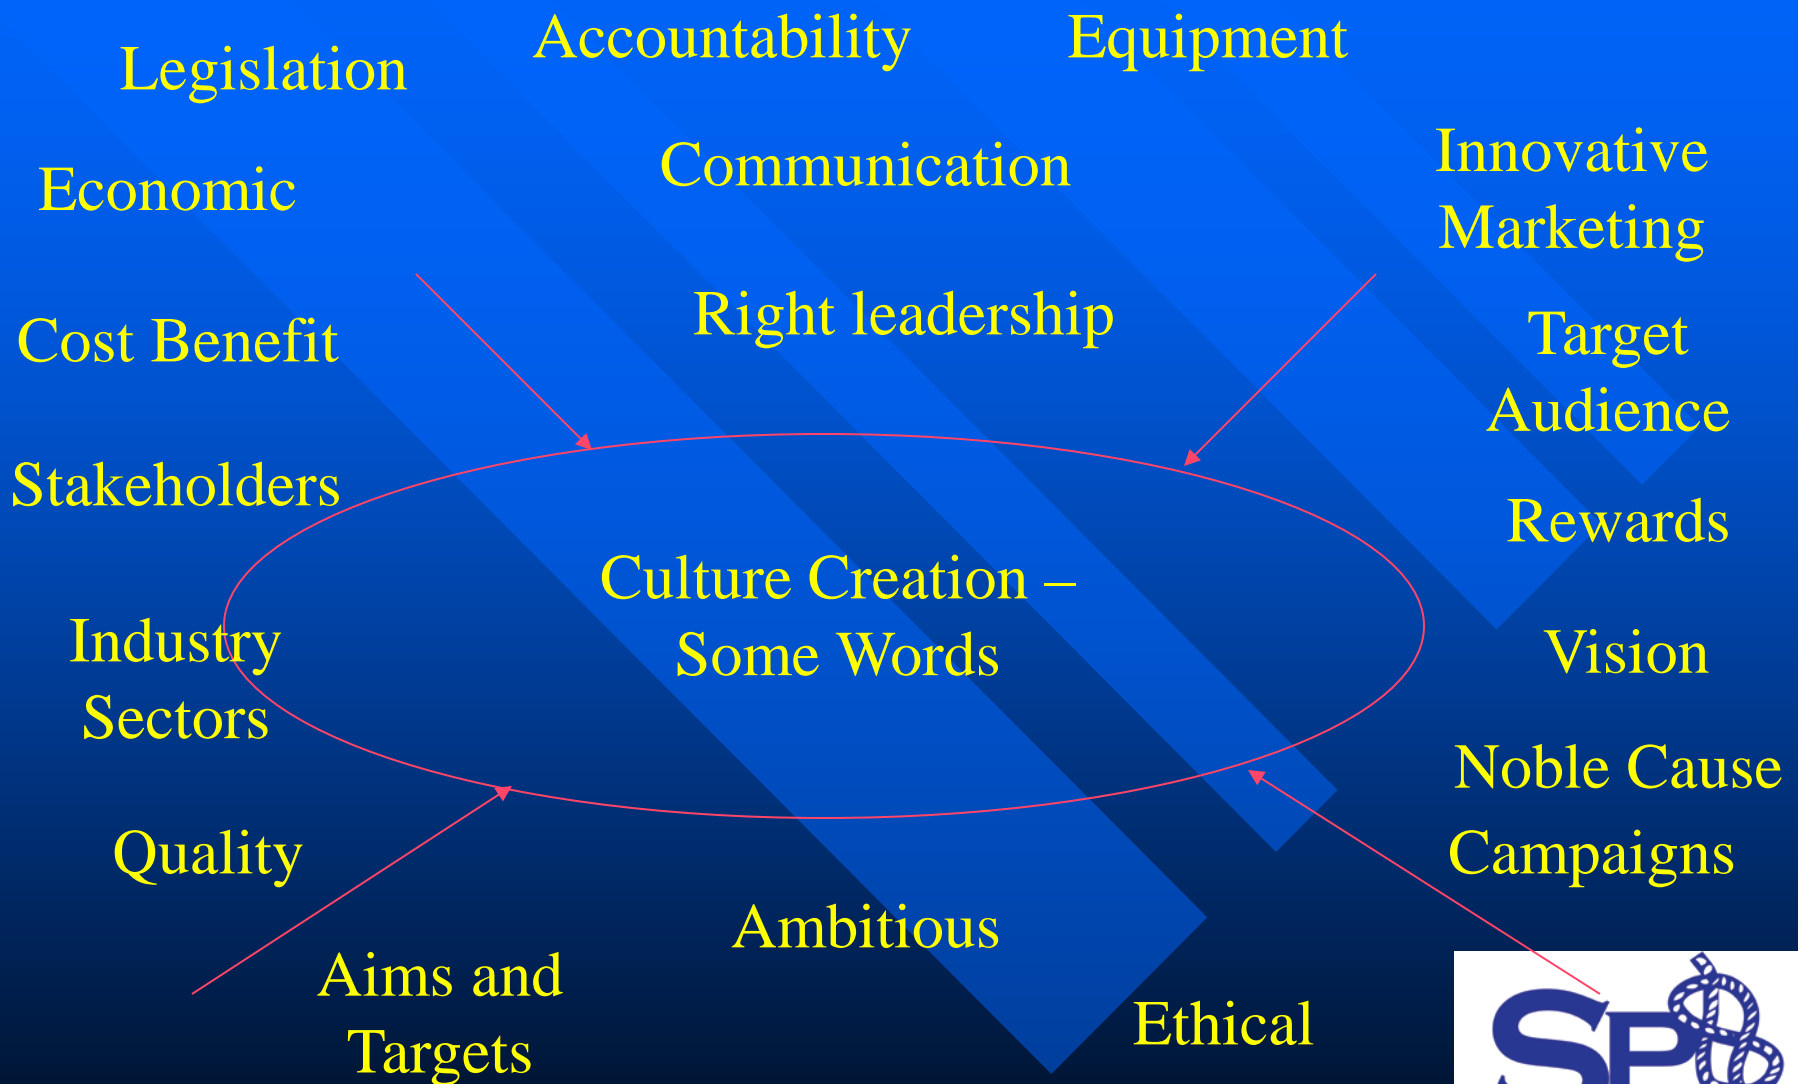 Accountability
Equipment
Legislation
Communication
Innovative
Marketing
Economic
Right leadership
Cost Benefit
Target
Audience
Stakeholders
Rewards
Culture Creation –
Some Words
Industry
Sectors
Vision
Noble Cause
Quality
Campaigns
Ambitious
Aims and
Targets
Ethical
SP